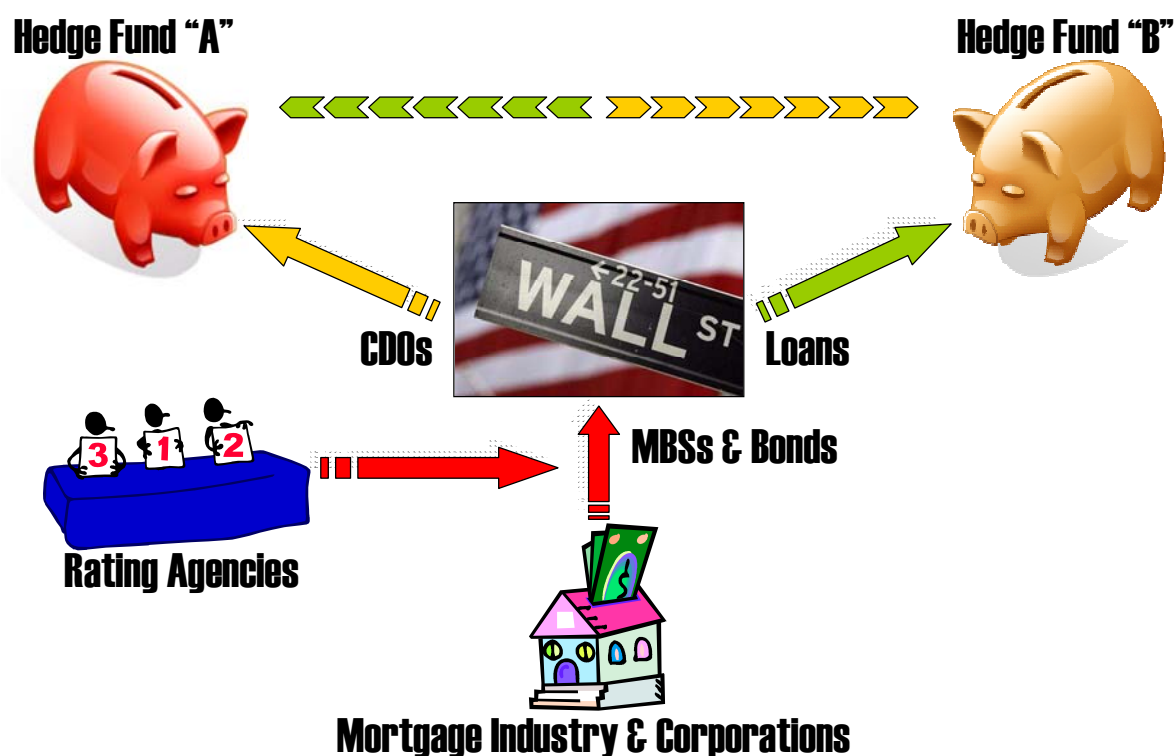 Hedge Fund “A”
Hedge Fund “B”
←22-51
WALL ST
CDOs
Loans
3 1 2
MBSs & Bonds
Rating Agencies
Mortgage Industry & Corporations